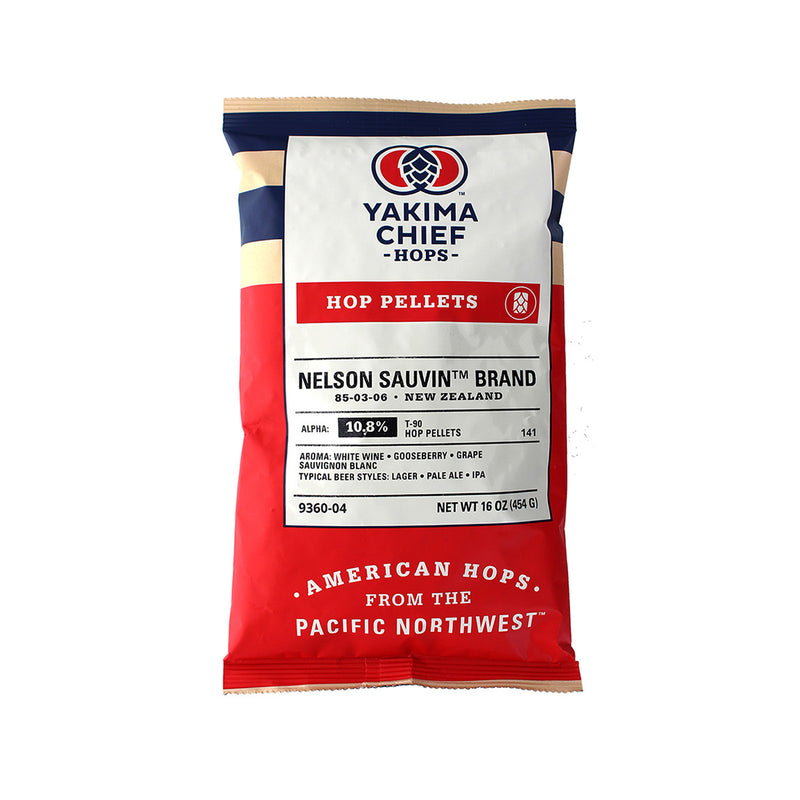 YAKIMA
CHIEF
-HOPS-
™
HOP PELLETS
NELSON SAUVIN™ BRAND
85-03-06 • NEW ZEALAND
ALPHA: 10.8% T-90
HOP PELLETS 141
AROMA: WHITE WINE • GOOSEBERRY • GRAPE
SAUVIGNON BLANC
TYPICAL BEER STYLES: LAGER • PALE ALE • IPA
9360-04 NET WT 16 OZ (454 G)
• AMERICAN HOPS •
FROM THE
PACIFIC NORTHWEST™